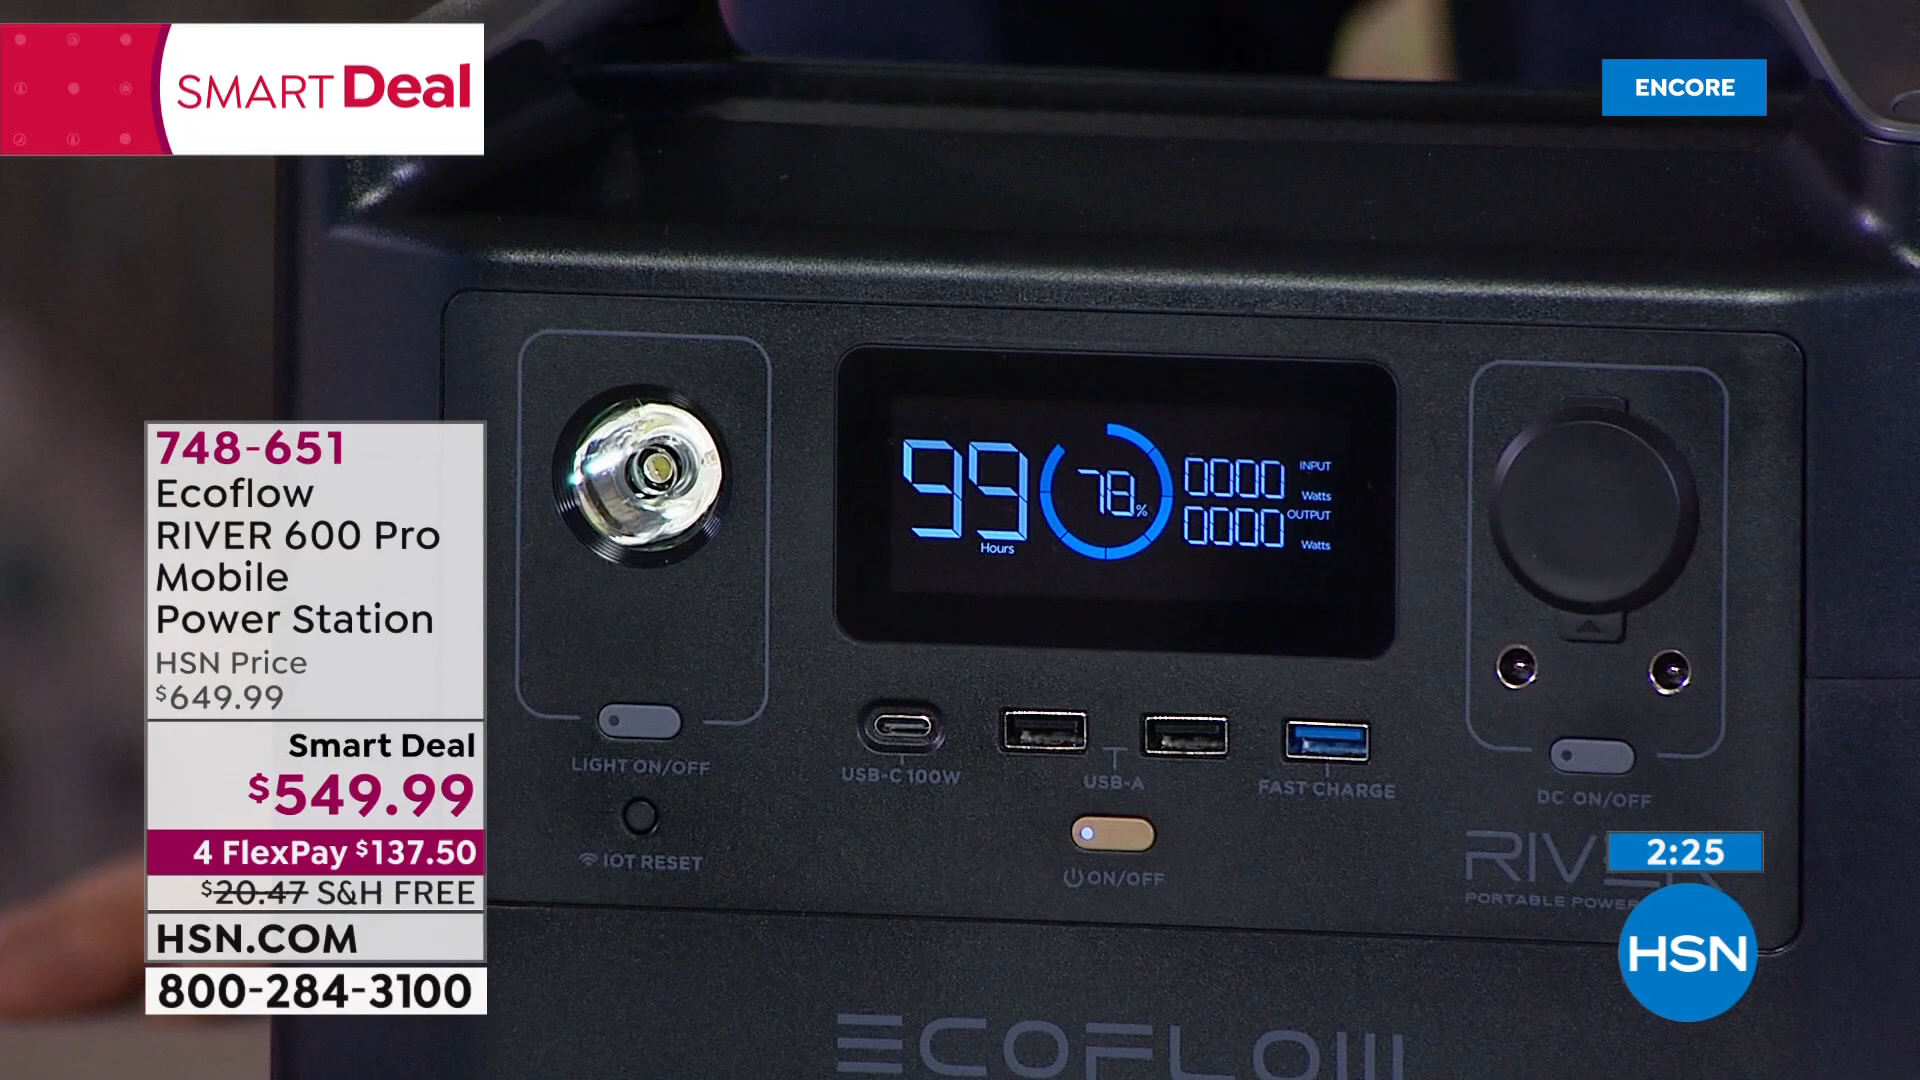 SMART Deal
ENCORE
748-651
Ecoflow
RIVER 600 Pro
Mobile
Power Station
HSN Price
$649.99
Smart Deal
$549.99
4 FlexPay $137.50
$20.47 S&H FREE
HSN.COM
800-284-3100
99
Hours
78%
0000
INPUT
Watts
0000
OUTPUT
Watts
LIGHT ON/OFF
IOT RESET
USB-C 100W
USB-A
FAST CHARGE
ON/OFF
DC ON/OFF
RIVER
PORTABLE POWER
2:25
HSN
ECOFLOW